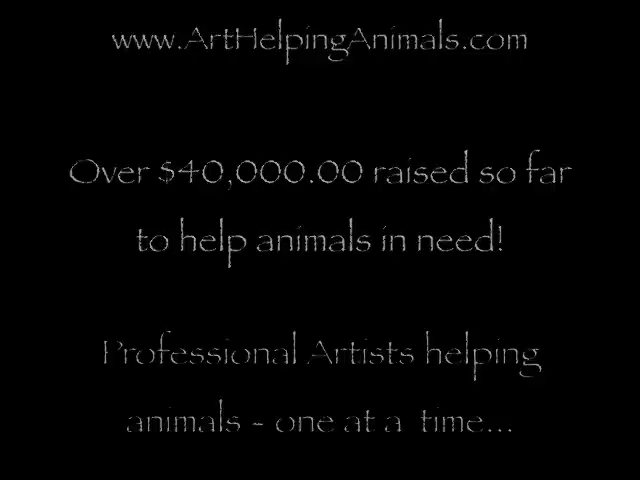 www.ArtHelpingAnimals.com
Over $40,000.00 raised so far
to help animals in need!
Professional Artists helping
animals - one at a time...